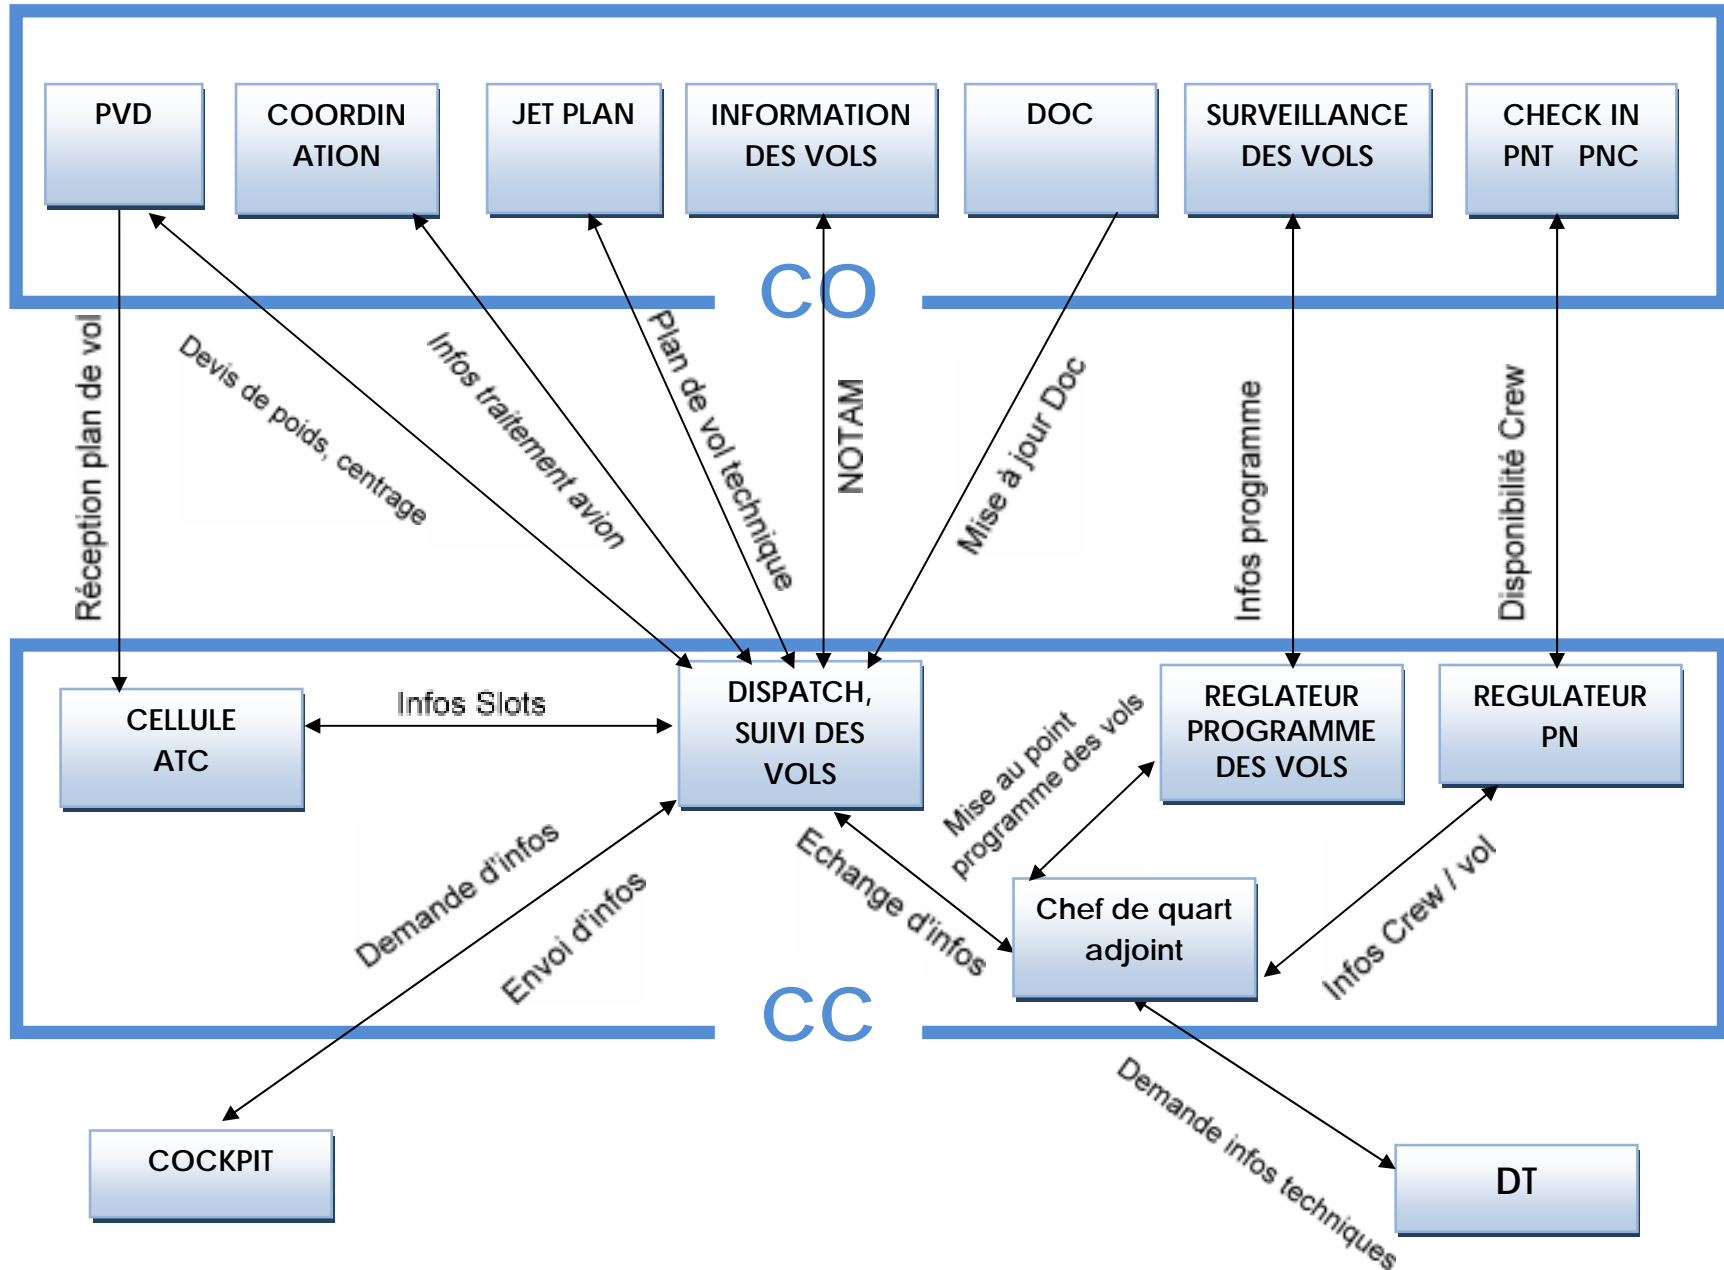 PVD
COORDIN
ATION
JET PLAN
INFORMATION
DES VOLS
DOC
SURVEILLANCE
DES VOLS
CHECK IN
PNT PNC
CO
Réception plan de vol
Devis de poids, centrage
Infos traitement avion
Plan de vol technique
NOTAM
Mise à jour Doc
Infos programme
Disponibilité Crew
CELLULE
ATC
Infos Slots
DISPATCH,
SUIVI DES
VOLS
REGLATEUR
PROGRAMME
DES VOLS
REGULATEUR
PN
Mise au point
programme des vols
Demande d'infos
Envoi d'infos
Echange d'infos
Chef de quart
adjoint
Infos Crew / vol
CC
COCKPIT
Demande infos techniques
DT